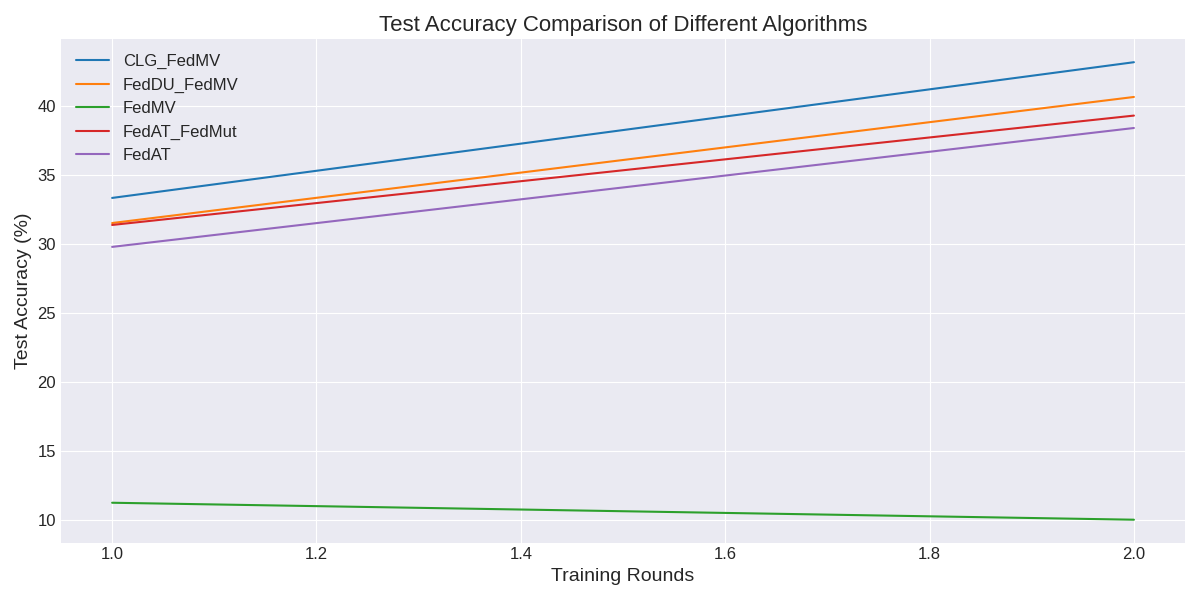 Test Accuracy Comparison of Different Algorithms
CLG_FedMV
FedDU_FedMV
FedMV
FedAT_FedMut
FedAT
Test Accuracy (%)
40
35
30
25
20
15
10
1.0 1.2 1.4 1.6 1.8 2.0
Training Rounds